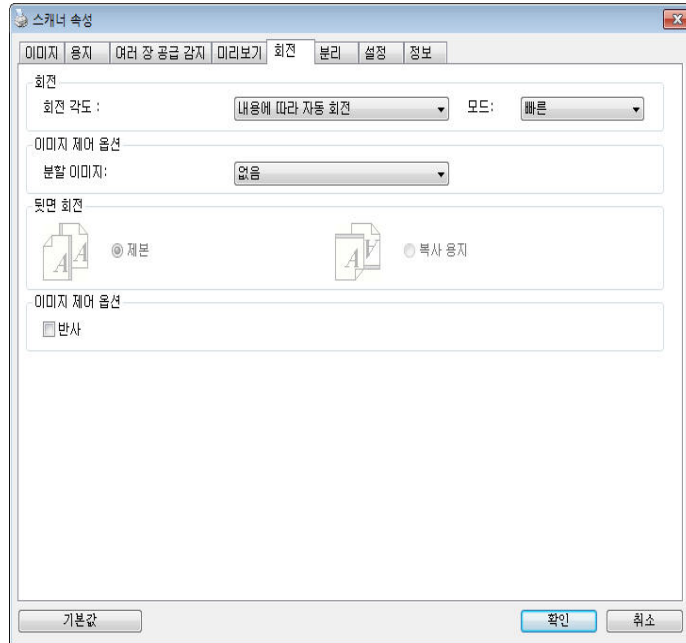 스캐너 속성
이미지 용지 여러 장 공급 감지 미리보기 회전 분리 설정 정보
회전
회전 각도 : 내용에 따라 자동 회전 모드: 빠른
이미지 제어 옵션
분할 이미지: 없음
뒷면 회전
A A 제본 A A 복사 용지
이미지 제어 옵션
반사
기본값 확인 취소